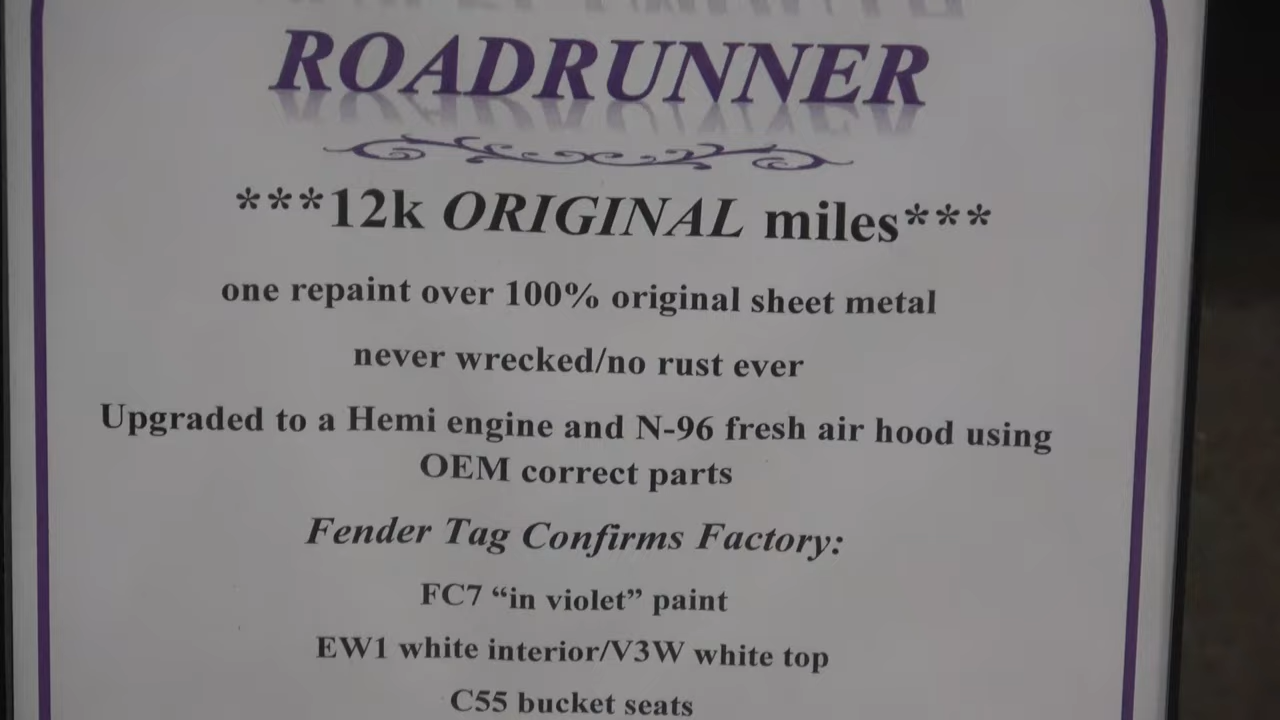 ROADRUNNER
***12k ORIGINAL miles***
one repaint over 100% original sheet metal
never wrecked/no rust ever
Upgraded to a Hemi engine and N-96 fresh air hood using
OEM correct parts
Fender Tag Confirms Factory:
FC7 “in violet” paint
EW1 white interior/V3W white top
C55 bucket seats